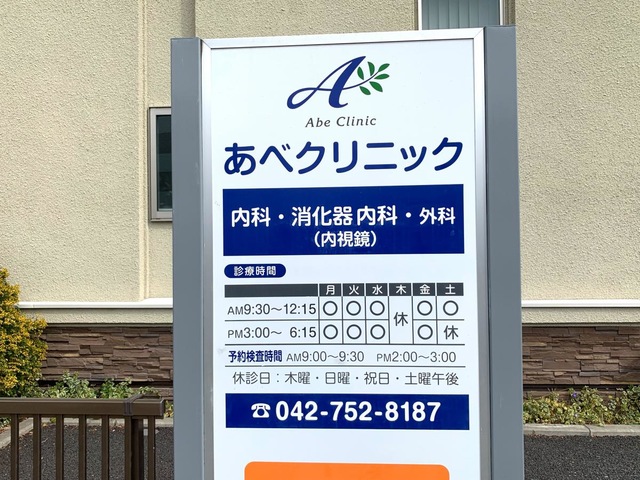 A
Abe Clinic
あべクリニック
内科・消化器内科・外科
(内視鏡)
診療時間
月 火 水 木 金 土
AM9:30〜12:15 〇 〇 〇 休 〇 〇
PM3:00〜 6:15 〇 〇 〇 〇 休
予約検査時間 AM9:00〜9:30 PM2:00〜3:00
休診日：木曜・日曜・祝日・土曜午後
☎042-752-8187